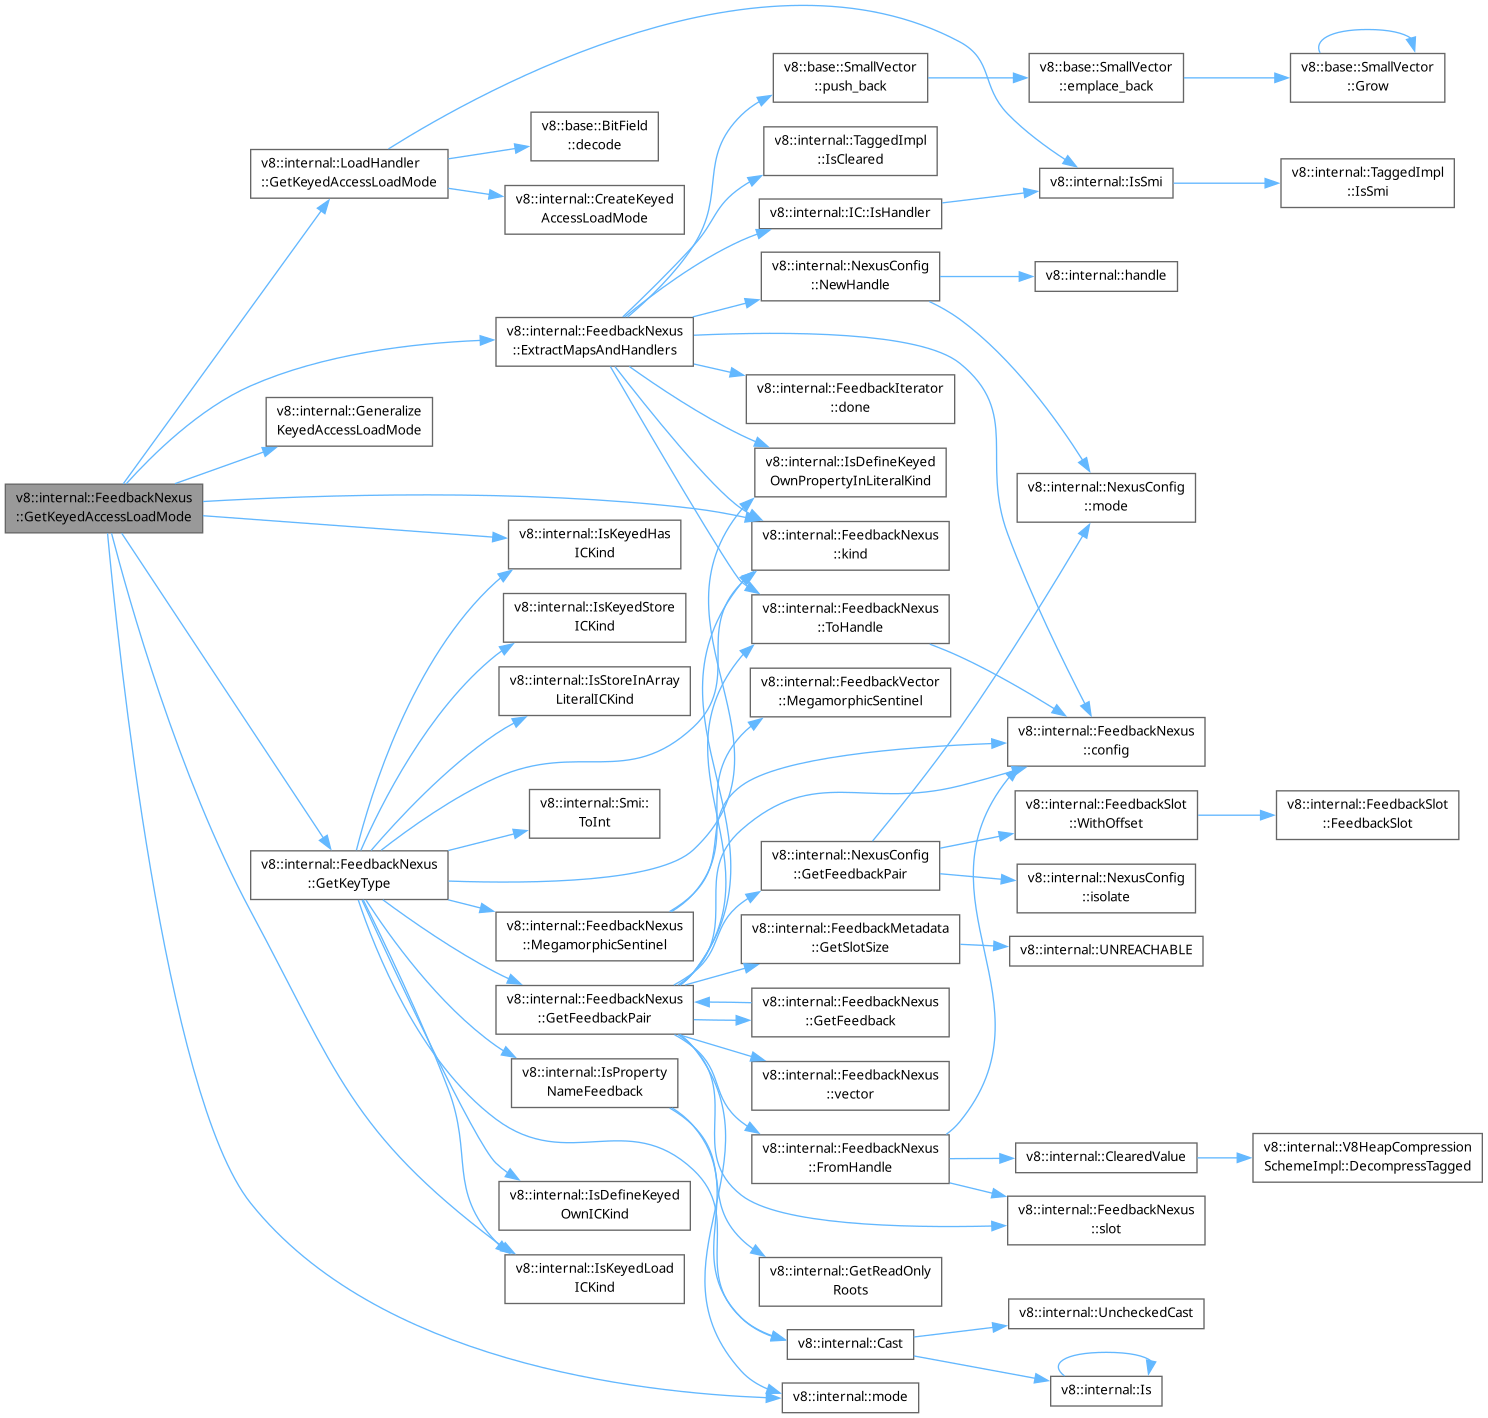 v8::internal::FeedbackNexus
::GetKeyedAccessLoadMode
v8::internal::LoadHandler
::GetKeyedAccessLoadMode
v8::internal::Generalize
KeyedAccessLoadMode
v8::internal::FeedbackNexus
::GetKeyType
v8::base::BitField
::decode
v8::internal::CreateKeyed
AccessLoadMode
v8::internal::FeedbackNexus
::ExtractMapsAndHandlers
v8::internal::IsKeyedHas
ICKind
v8::internal::IsKeyedStore
ICKind
v8::internal::IsStoreInArray
LiteralICKind
v8::internal::Smi::
ToInt
v8::internal::FeedbackNexus
::MegamorphicSentinel
v8::internal::FeedbackNexus
::GetFeedbackPair
v8::internal::IsProperty
NameFeedback
v8::internal::IsDefineKeyed
OwnICKind
v8::internal::IsKeyedLoad
ICKind
v8::base::SmallVector
::push_back
v8::internal::TaggedImpl
::IsCleared
v8::internal::IC::IsHandler
v8::internal::NexusConfig
::NewHandle
v8::internal::FeedbackIterator
::done
v8::internal::IsDefineKeyed
OwnPropertyInLiteralKind
v8::internal::FeedbackNexus
::kind
v8::internal::FeedbackNexus
::ToHandle
v8::internal::FeedbackVector
::MegamorphicSentinel
v8::internal::NexusConfig
::GetFeedbackPair
v8::internal::FeedbackMetadata
::GetSlotSize
v8::internal::FeedbackNexus
::GetFeedback
v8::internal::FeedbackNexus
::vector
v8::internal::FeedbackNexus
::FromHandle
v8::internal::GetReadOnly
Roots
v8::internal::Cast
v8::internal::mode
v8::base::SmallVector
::emplace_back
v8::internal::IsSmi
v8::internal::handle
v8::internal::NexusConfig
::mode
v8::internal::FeedbackNexus
::config
v8::internal::FeedbackSlot
::WithOffset
v8::internal::NexusConfig
::isolate
v8::internal::UNREACHABLE
v8::internal::ClearedValue
v8::internal::FeedbackNexus
::slot
v8::internal::UncheckedCast
v8::internal::Is
v8::base::SmallVector
::Grow
v8::internal::TaggedImpl
::IsSmi
v8::internal::FeedbackSlot
::FeedbackSlot
v8::internal::V8HeapCompression
SchemeImpl::DecompressTagged